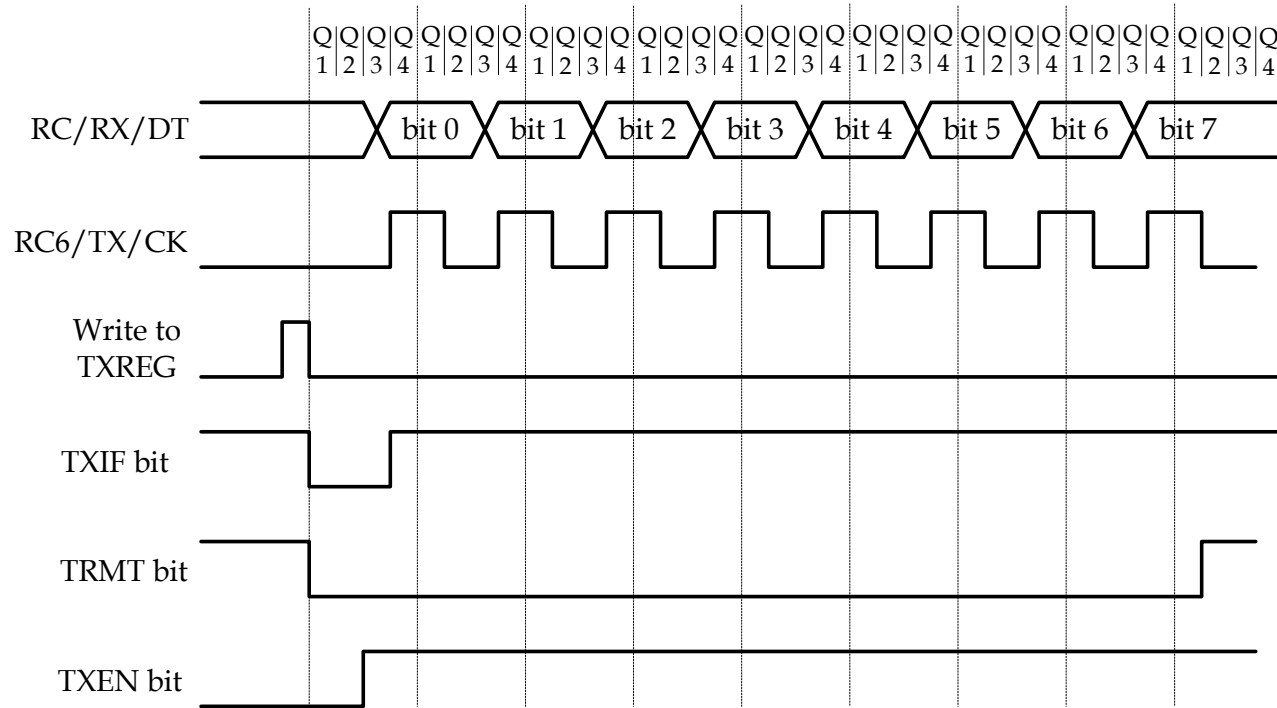 Q Q Q Q Q Q Q Q Q Q Q Q Q Q Q Q Q Q Q Q Q Q Q Q Q Q Q Q Q Q Q Q Q Q Q Q
1 2 3 4 1 2 3 4 1 2 3 4 1 2 3 4 1 2 3 4 1 2 3 4 1 2 3 4 1 2 3 4 1 2 3 4
RC/RX/DT bit 0 bit 1 bit 2 bit 3 bit 4 bit 5 bit 6 bit 7
RC6/TX/CK
Write to
TXREG
TXIF bit
TRMT bit
TXEN bit